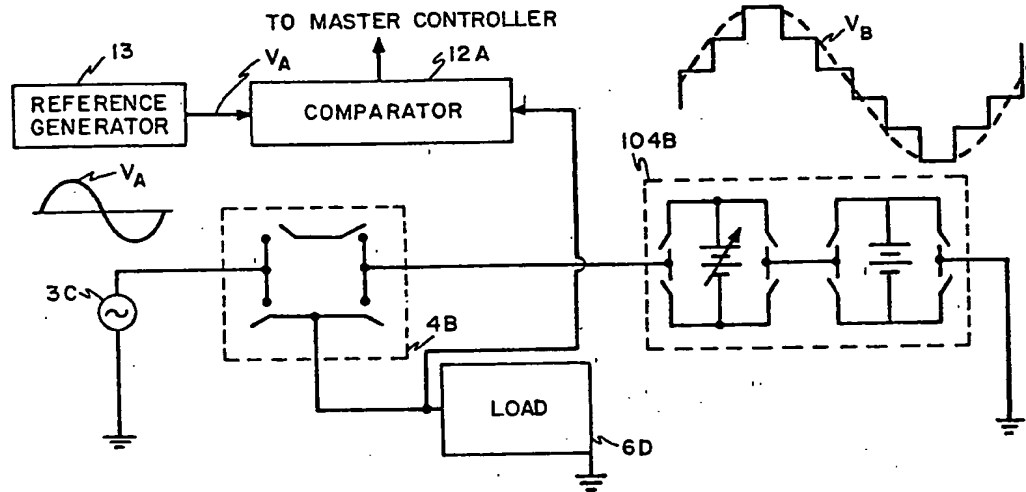 TO MASTER CONTROLLER
13
VA
12A
VB
REFERENCE
GENERATOR
COMPARATOR
104B
VA
3C
4B
LOAD
6D